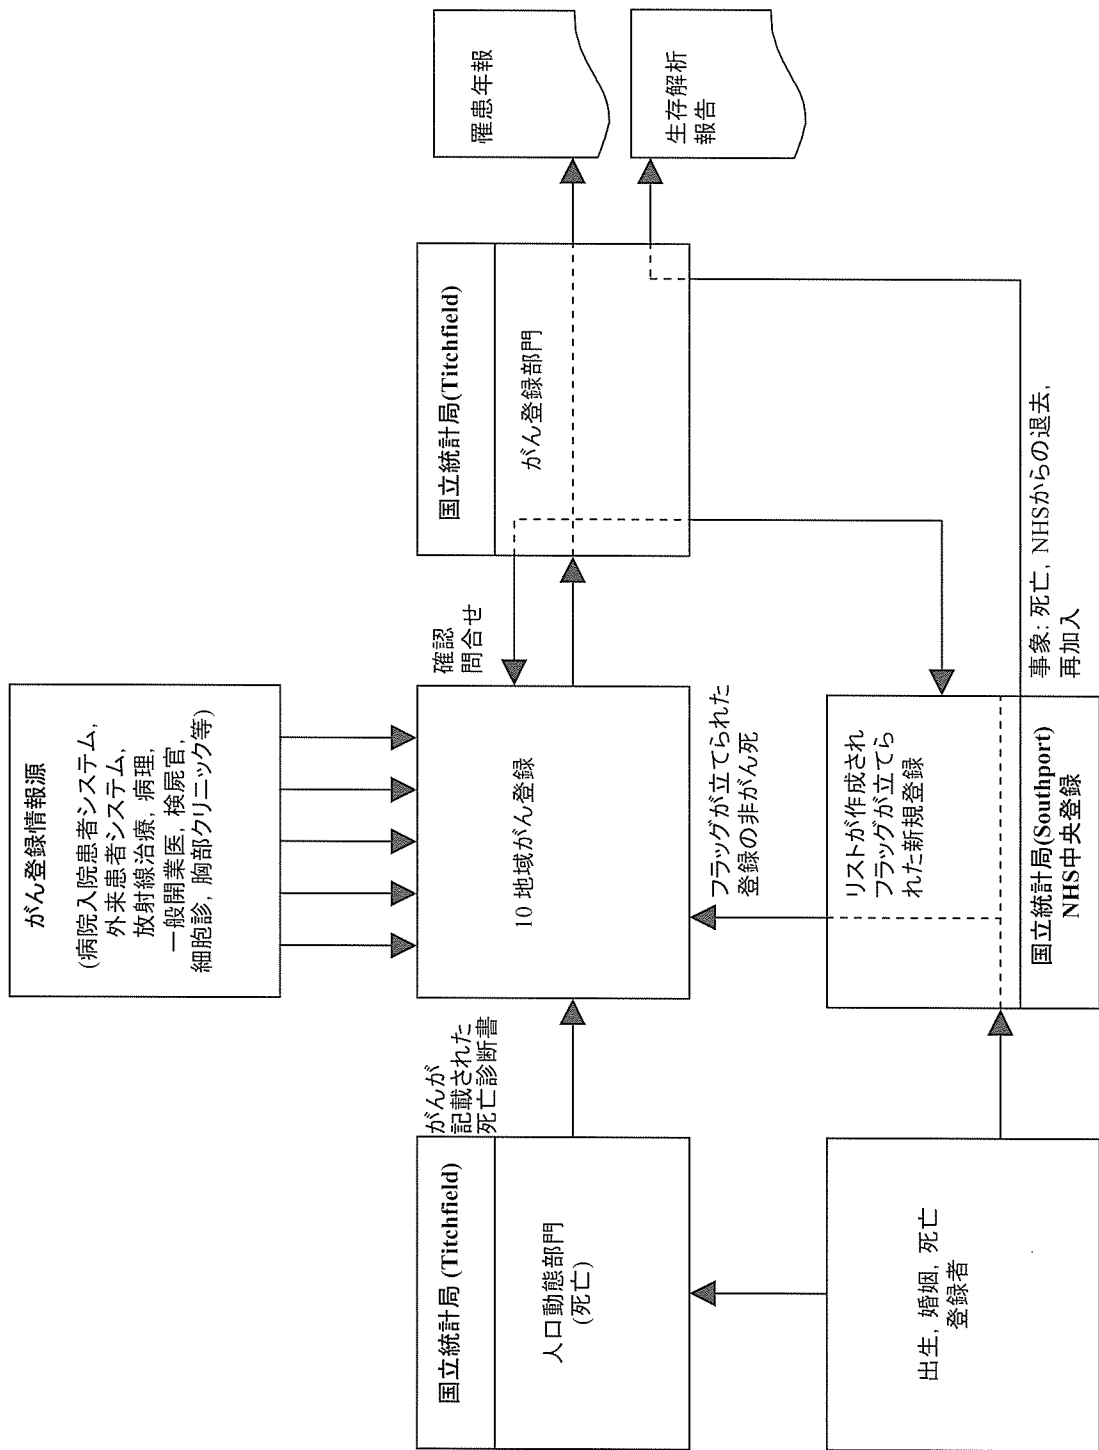 がん登録情報源
(病院入院患者システム,
外来患者システム,
放射線治療, 病理,
一般開業医, 検屍官,
細胞診, 胸部クリニック等)
国立統計局 (Titchfield)
人口動態部門
(死亡)
がんが
記載された
死亡診断書
10 地域がん登録
確認
問合せ
国立統計局(Titchfield)
がん登録部門
罹患年報
生存解析
報告
出生, 婚姻, 死亡
登録者
フラッグが立てられた
登録の非がん死
リストが作成され
フラッグが立てら
れた新規登録
国立統計局(Southport)
NHS中央登録
事象: 死亡, NHSからの退去,
再加入